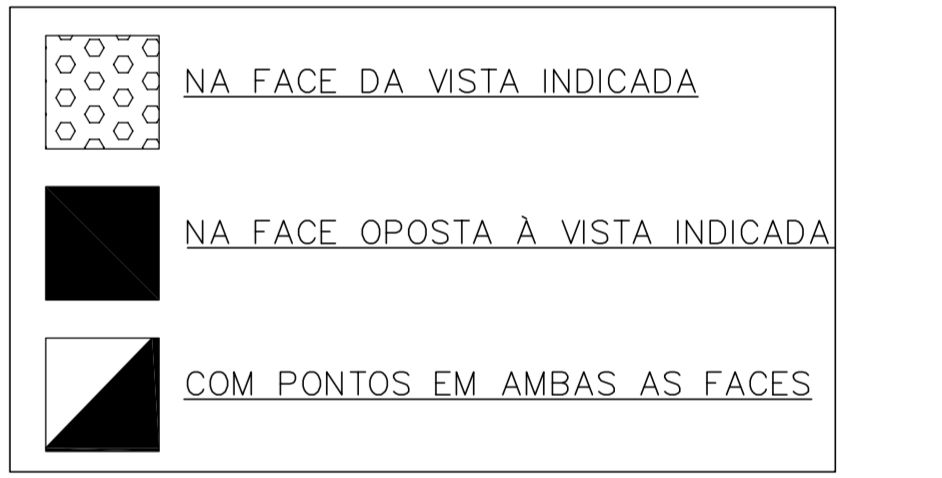 NA FACE DA VISTA INDICADA
NA FACE OPOSTA À VISTA INDICADA
COM PONTOS EM AMBAS AS FACES